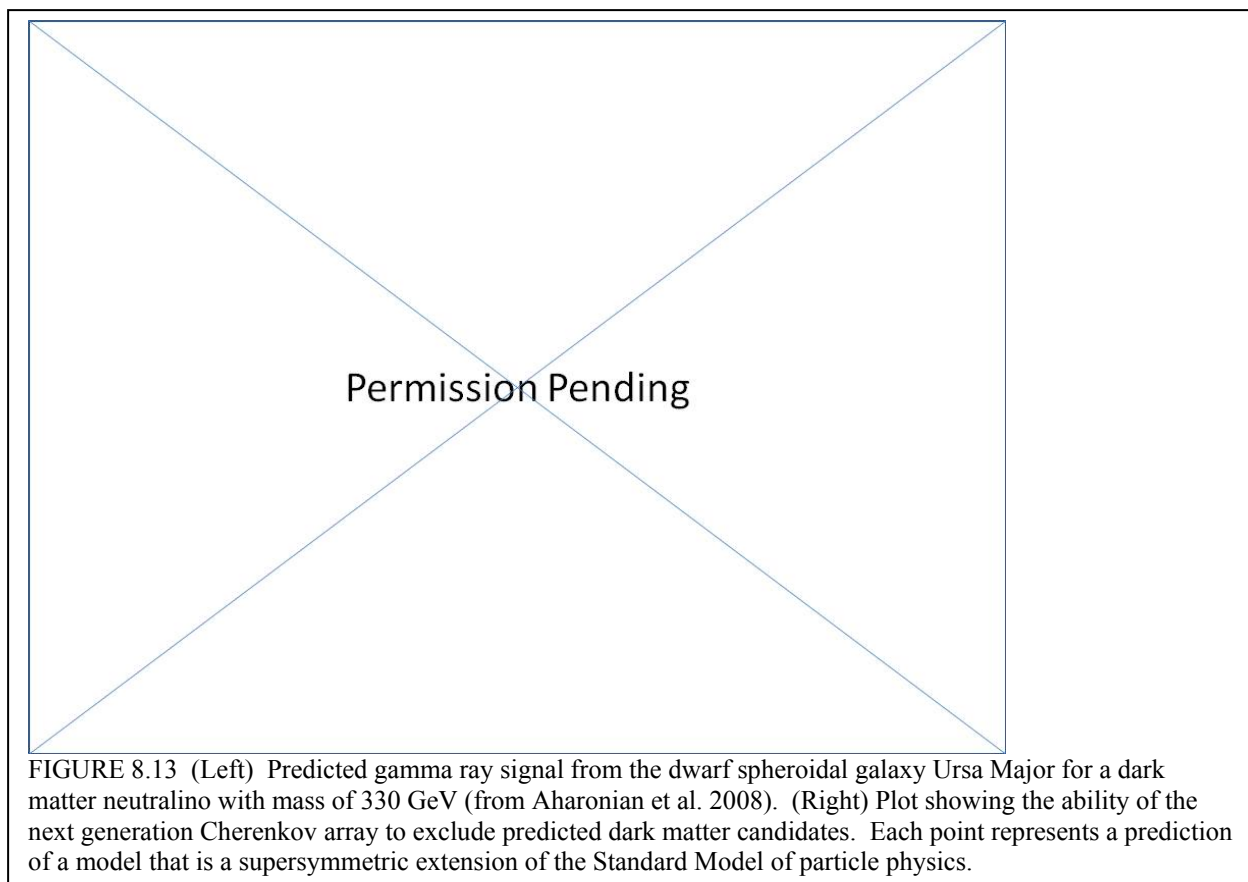 Permission Pending
FIGURE 8.13 (Left) Predicted gamma ray signal from the dwarf spheroidal galaxy Ursa Major for a dark
matter neutralino with mass of 330 GeV (from Aharonian et al. 2008). (Right) Plot showing the ability of the
next generation Cherenkov array to exclude predicted dark matter candidates. Each point represents a prediction
of a model that is a supersymmetric extension of the Standard Model of particle physics.